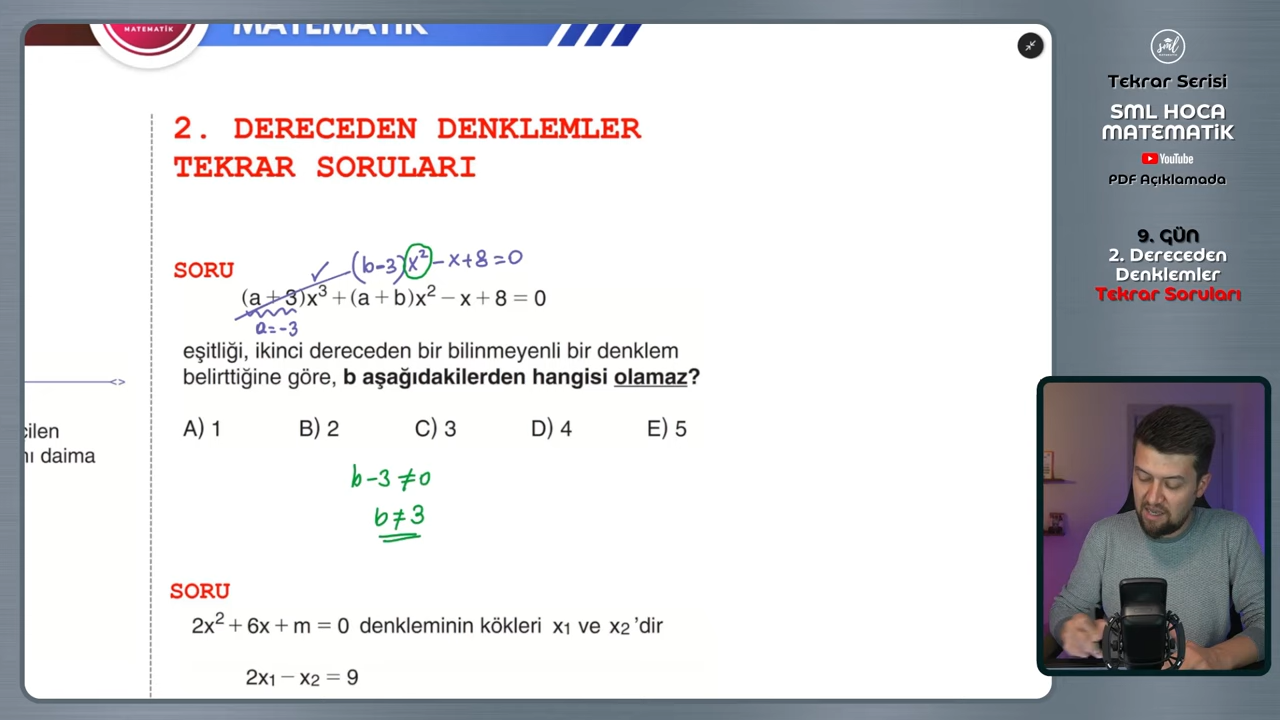 MATEMATİK
MATEMATİK
2. DERECEDEN DENKLEMLER
TEKRAR SORULARI
SORU
(b-3)x² - x+8=0
(a + 3)x³ + (a + b)x² − x + 8 = 0
a=-3
eşitliği, ikinci dereceden bir bilinmeyenli bir denklem
belirttiğine göre, b aşağıdakilerden hangisi olamaz?
A) 1 B) 2 C) 3 D) 4 E) 5
b-3 ≠ 0
b ≠ 3
SORU
2x² + 6x + m = 0 denkleminin kökleri x₁ ve x₂ 'dir
2x₁ − x₂ = 9
cilen
daima
sml
Tekrar Serisi
SML HOCA
MATEMATİK
YouTube
PDF Açıklamada
9. GÜN
2. Dereceden
Denklemler
Tekrar Soruları